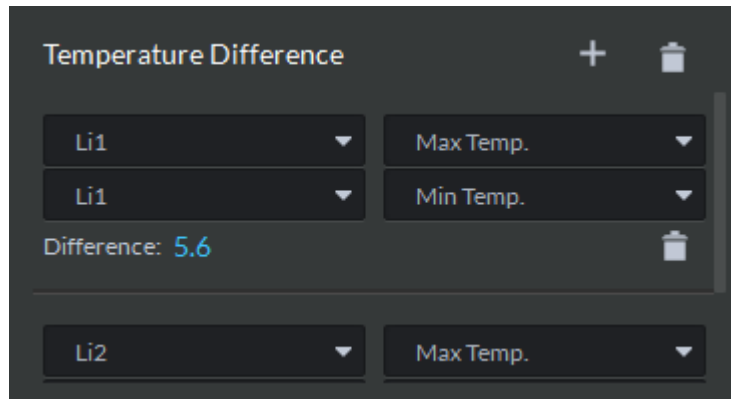 Temperature Difference
Li1 Max Temp.
Li1 Min Temp.
Difference: 5.6
Li2 Max Temp.